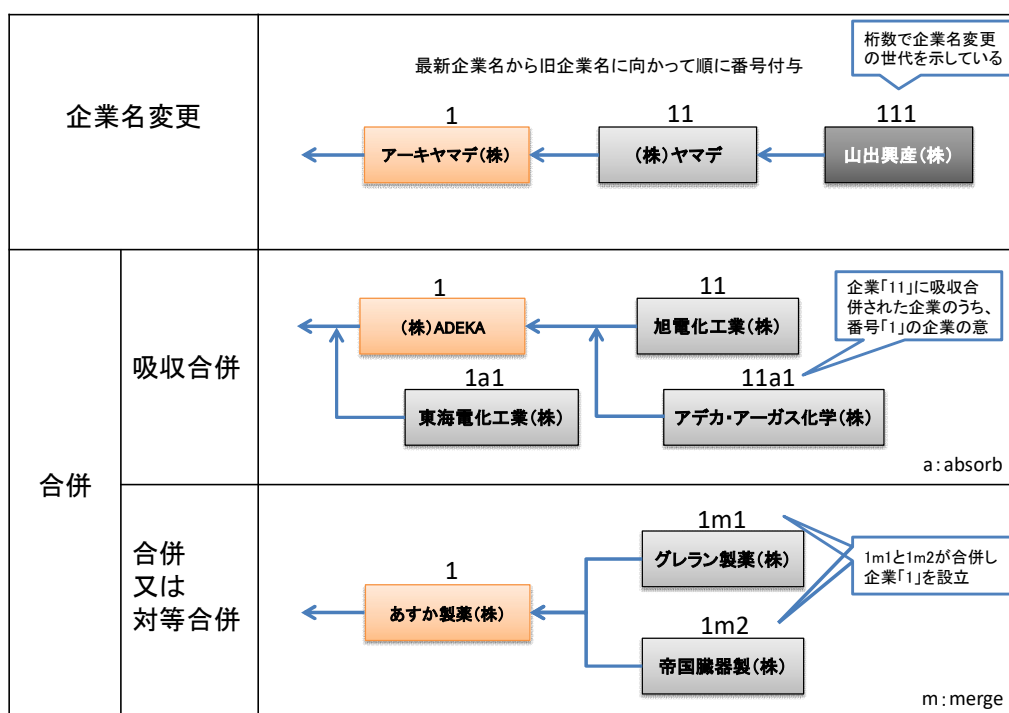 企業名変更
最新企業名から旧企業名に向かって順に番号付与
桁数で企業名変更
の世代を示している
1
11
111
アーキヤマデ(株)
(株)ヤマデ
山出興産(株)
合併
吸収合併
1
11
企業「11」に吸収合
併された企業のうち、
番号「1」の企業の意
(株)ADEKA
旭電化工業(株)
1a1
11a1
東海電化工業(株)
アデカ・アーガス化学(株)
a:absorb
合併
又は
対等合併
1m1
グレラン製薬(株)
1m1と1m2が合併し
企業「1」を設立
1
あすか製薬(株)
1m2
帝国臓器製(株)
m:merge